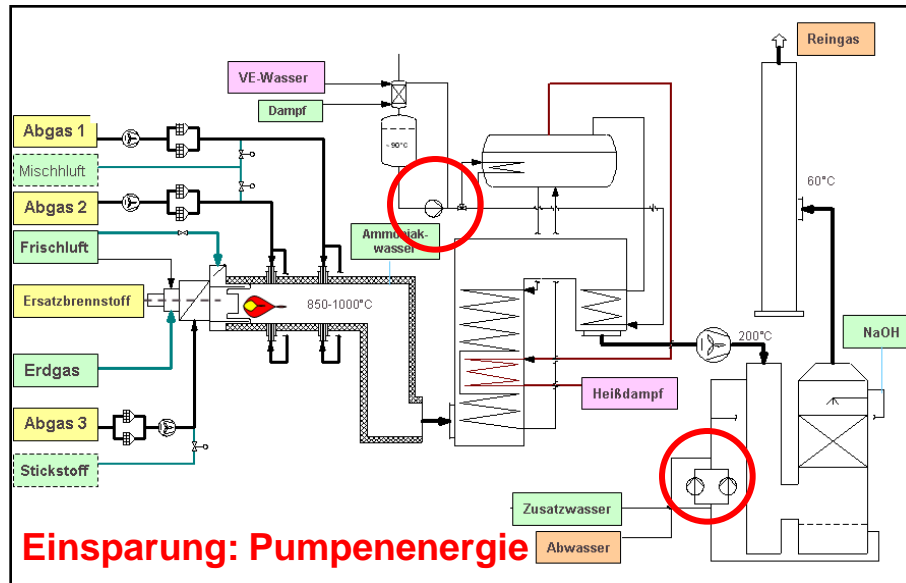 Reingas
VE-Wasser
Dampf
~90°C
Abgas 1
Mischhluft
Abgas 2
60°C
Frischluft
Ammoniak-
wasser
Ersatzbrennstoff
850-1000°C
200°C
NaOH
Erdgas
Heißdampf
Abgas 3
Stickstoff
Zusatzwasser
Abwasser
Einsparung: Pumpenenergie